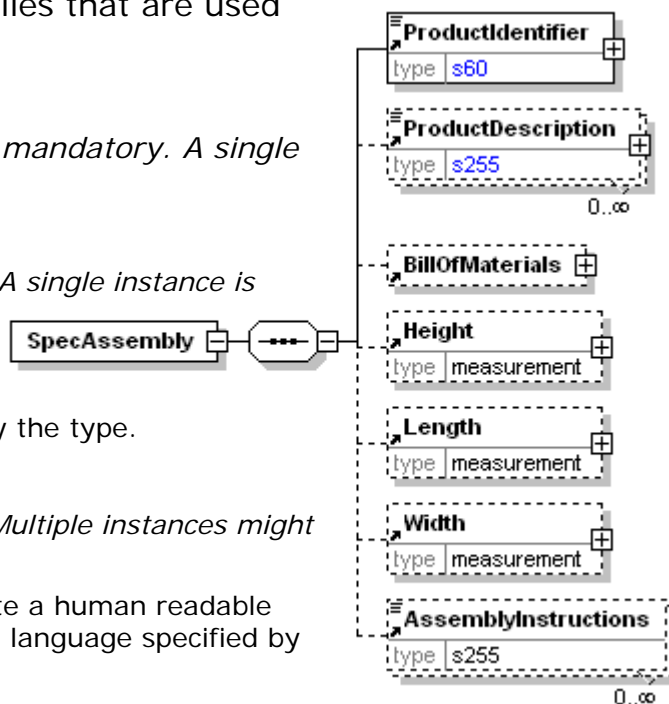 lies that are used
mandatory. A single
A single instance is
y the type.
Multiple instances might
te a human readable
language specified by
SpecAssembly
ProductIdentifier
type s60
ProductDescription
type s255
0..∞
BillOfMaterials
Height
type measurement
Length
type measurement
Width
type measurement
AssemblyInstructions
type s255
0..∞